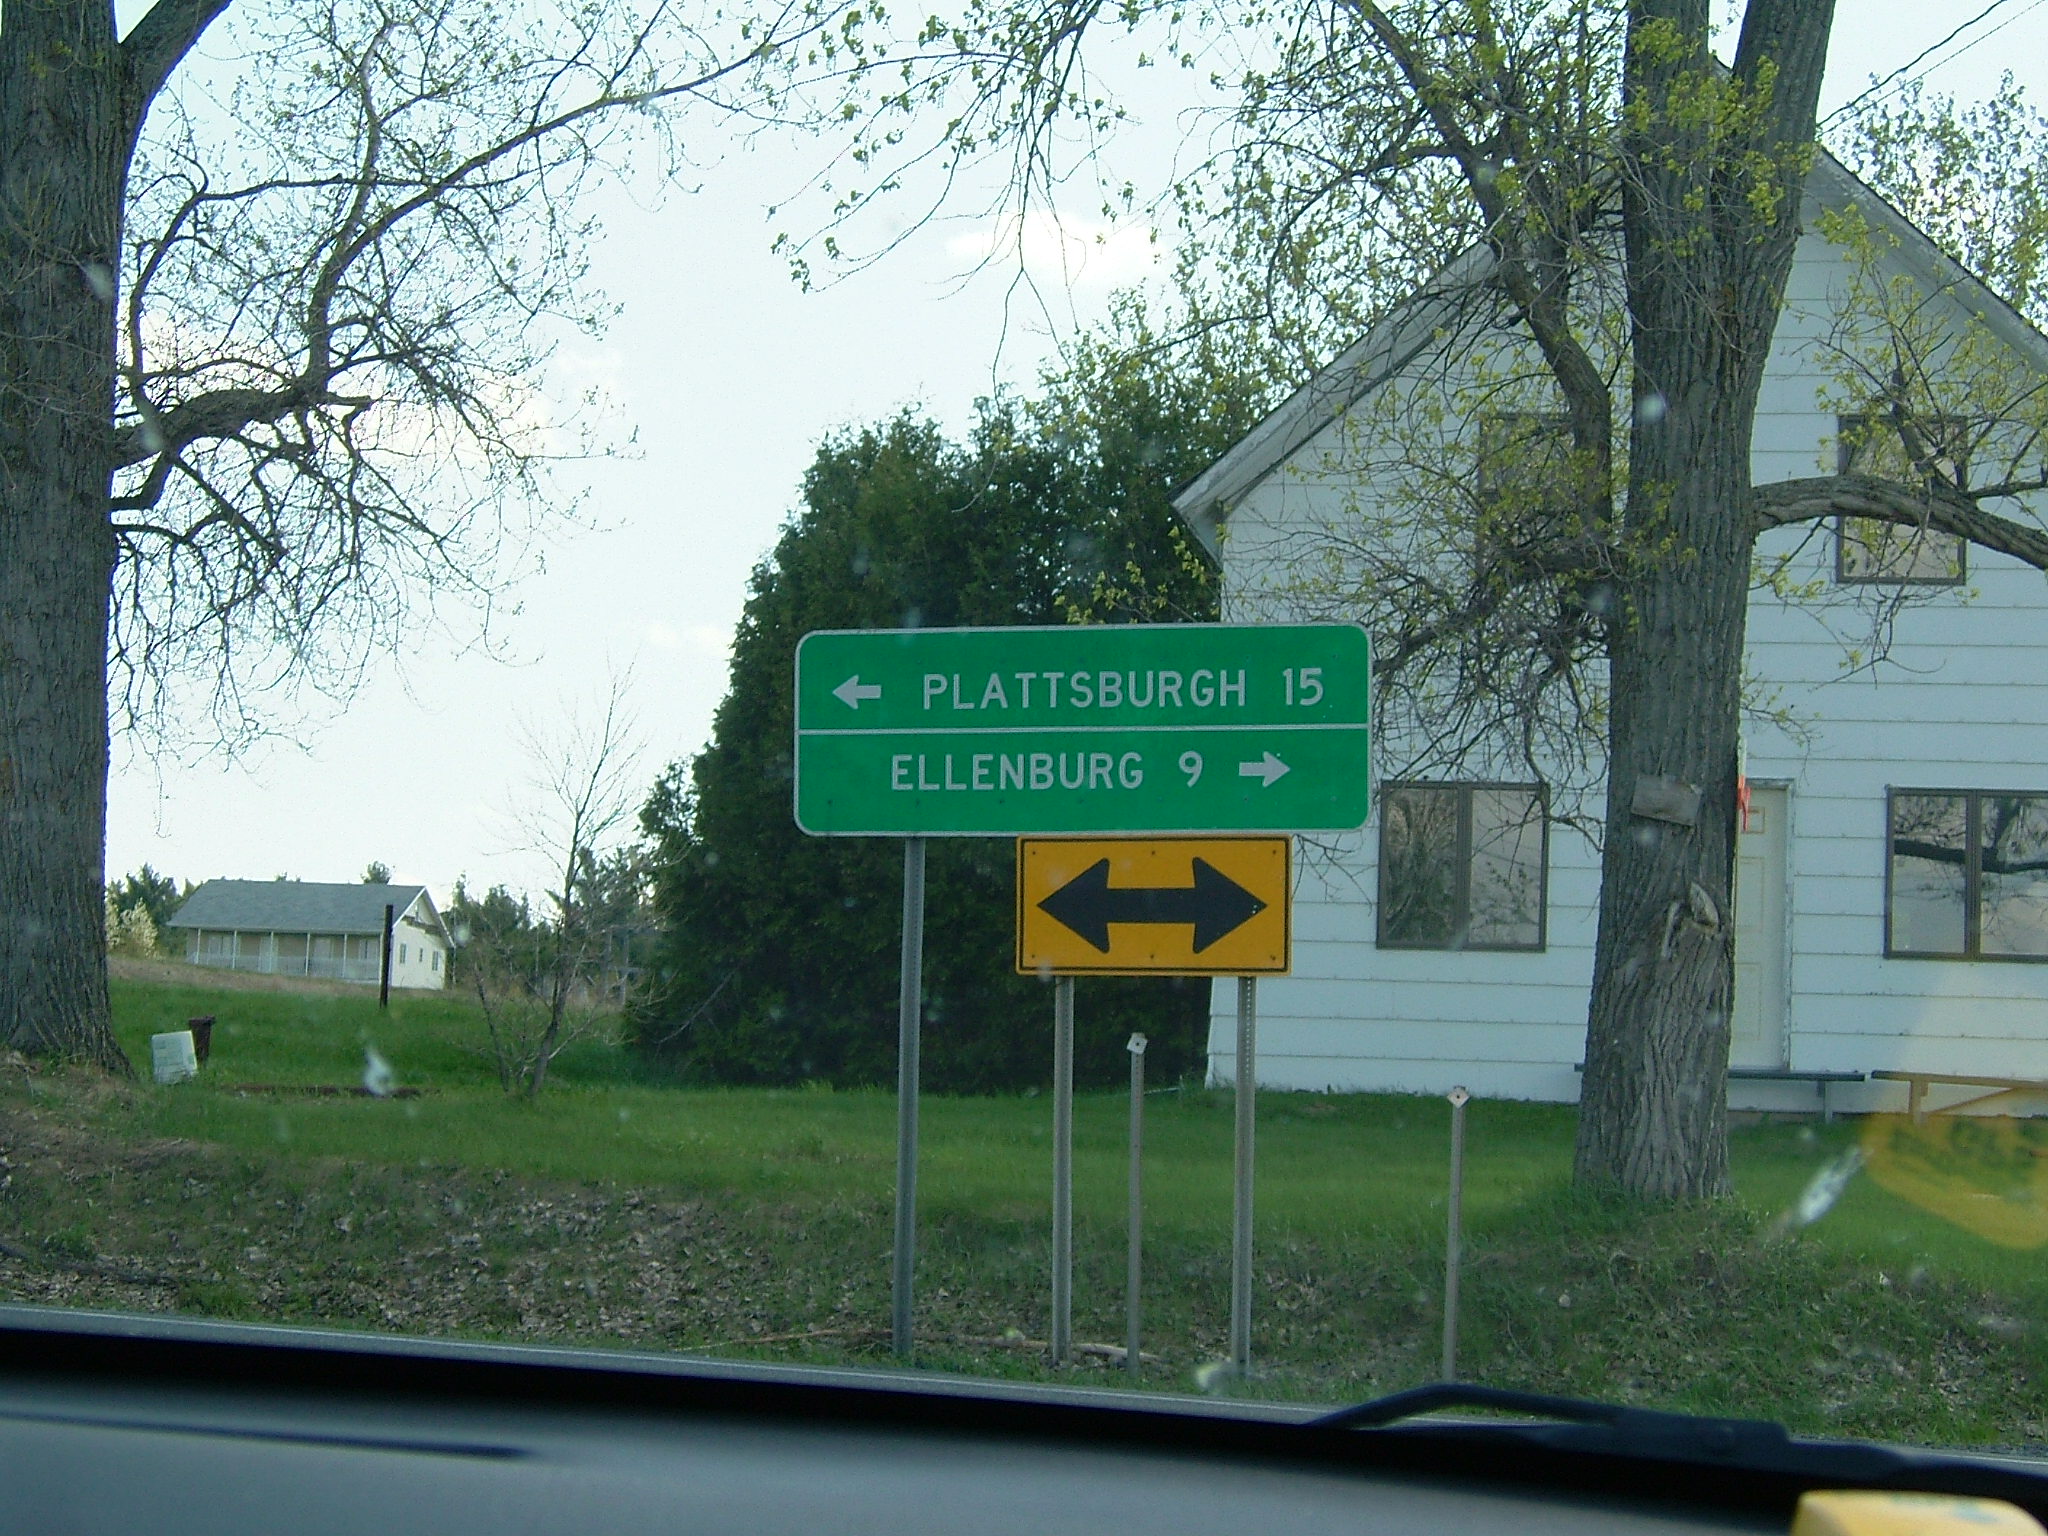 ← PLATTSBURGH 15
ELLENBURG 9 →